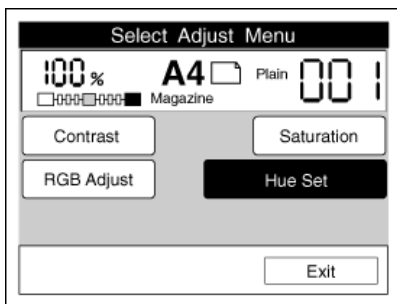 Select Adjust Menu
100 % A4 Plain 001
Magazine
Contrast Saturation
RGB Adjust Hue Set
Exit